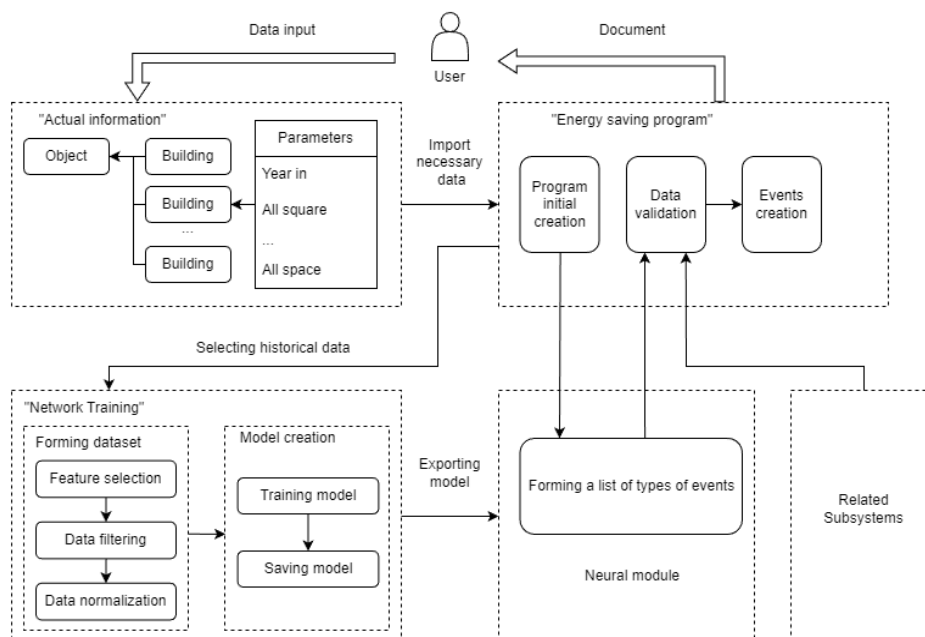 Data input
Document
User
"Actual information"
Object
Building
Building
...
Building
Parameters
Year in
All square
...
All space
Import
necessary
data
"Energy saving program"
Program
initial
creation
Data
validation
Events
creation
Selecting historical data
"Network Training"
Forming dataset
Feature selection
Data filtering
Data normalization
Model creation
Training model
Saving model
Exporting
model
Forming a list of types of events
Neural module
Related
Subsystems